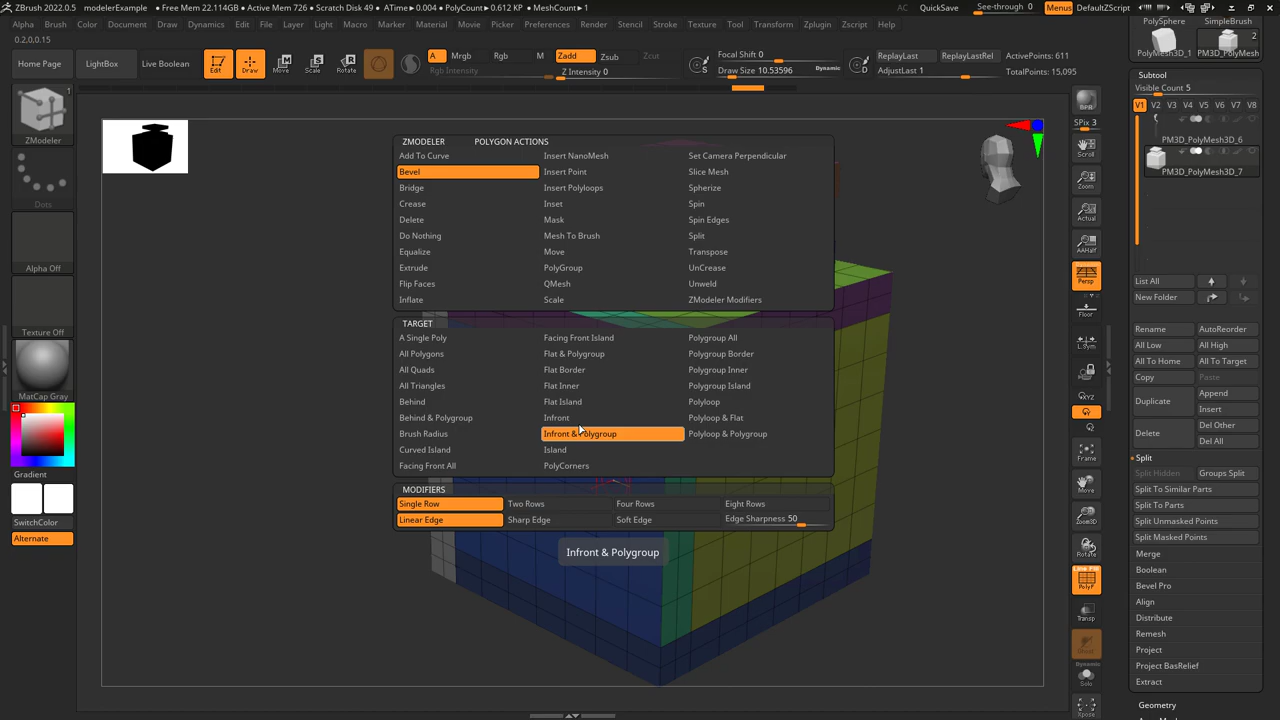 ZBrush 2022.0.5 modelerExample • Free Mem 22.114GB • Active Mem 726 • Scratch Disk 49 • ATime▸0.004 • PolyCount▸0.612 KP • MeshCount▸1 AC QuickSave See-through 0 Menus DefaultZScript
Alpha Brush Color Document Draw Dynamics Edit File Layer Light Macro Marker Material Movie Picker Preferences Render Stencil Stroke Texture Tool Transform Zplugin Zscript Help
0.2,0,0.15
Home Page LightBox Live Boolean
Edit Draw Move Scale Rotate
A Mrgb Rgb M Zadd Zsub Zcut
Rgb Intensity Z Intensity 0
Focal Shift 0
Draw Size 10.53596 Dynamic
ReplayLast ReplayLastRel ActivePoints: 611
AdjustLast 1 TotalPoints: 15,095
1
ZModeler
Dots
Alpha Off
Texture Off
MatCap Gray
Gradient
SwitchColor
Alternate
ZMODELER POLYGON ACTIONS
Add To Curve Insert NanoMesh Set Camera Perpendicular
Bevel Insert Point Slice Mesh
Bridge Insert Polyloops Spherize
Crease Inset Spin
Delete Mask Spin Edges
Do Nothing Mesh To Brush Split
Equalize Move Transpose
Extrude PolyGroup UnCrease
Flip Faces QMesh Unweld
Inflate Scale ZModeler Modifiers
TARGET
A Single Poly Facing Front Island Polygroup All
All Polygons Flat & Polygroup Polygroup Border
All Quads Flat Border Polygroup Inner
All Triangles Flat Inner Polygroup Island
Behind Flat Island Polyloop
Behind & Polygroup Infront Polyloop & Flat
Brush Radius Infront & Polygroup Polyloop & Polygroup
Curved Island Island
Facing Front All PolyCorners
MODIFIERS
Single Row Two Rows Four Rows Eight Rows
Linear Edge Sharp Edge Soft Edge Edge Sharpness 50
Infront & Polygroup
BPR
SPix 3
Scroll
Zoom
Actual
AAHalf
Persp
Floor
L.Sym
XYZ
Frame
Move
Zoom3D
Rotate
Line Fill
PolyF
Transp
Ghost
Dynamic
Solo
Xpose
PolySphere SimpleBrush
2
PolyMesh3D_1 PM3D_PolyMesh
Subtool
Visible Count 5
V1 V2 V3 V4 V5 V6 V7 V8
PM3D_PolyMesh3D_6
PM3D_PolyMesh3D_7
List All
New Folder
Rename AutoReorder
All Low All High
All To Home All To Target
Copy Paste
Duplicate Append
Insert
Delete Del Other
Del All
Split
Split Hidden Groups Split
Split To Similar Parts
Split To Parts
Split Unmasked Points
Split Masked Points
Merge
Boolean
Bevel Pro
Align
Distribute
Remesh
Project
Project BasRelief
Extract
Geometry